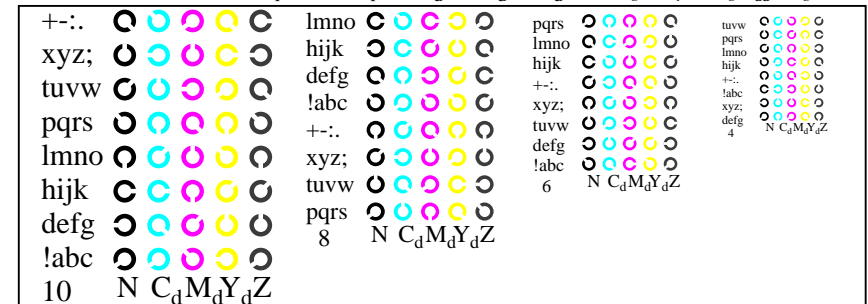 +-:.
xyz;
tuvw
pqrs
lmno
hijk
defg
!abc
10 N CdMdYdZ
lmno
hijk
defg
!abc
+-:.
xyz;
tuvw
pqrs
8 N CdMdYdZ
pqrs
lmno
hijk
+-:.
xyz;
tuvw
defg
!abc
6 N CdMdYdZ
tuvw
pqrs
lmno
hijk
+-:.
!abc
xyz;
defg
4 N CdMdYdZ